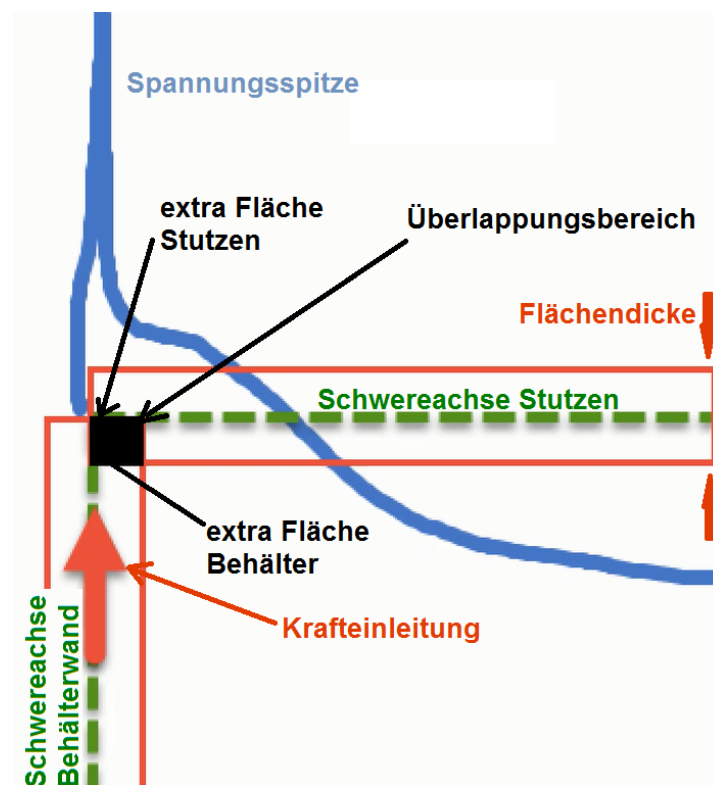 Spannungsspitze
extra Fläche
Stutzen
Überlappungsbereich
Flächendicke
Schwereachse Stutzen
extra Fläche
Behälter
Krafteinleitung
Schwereachse
Behälterwand